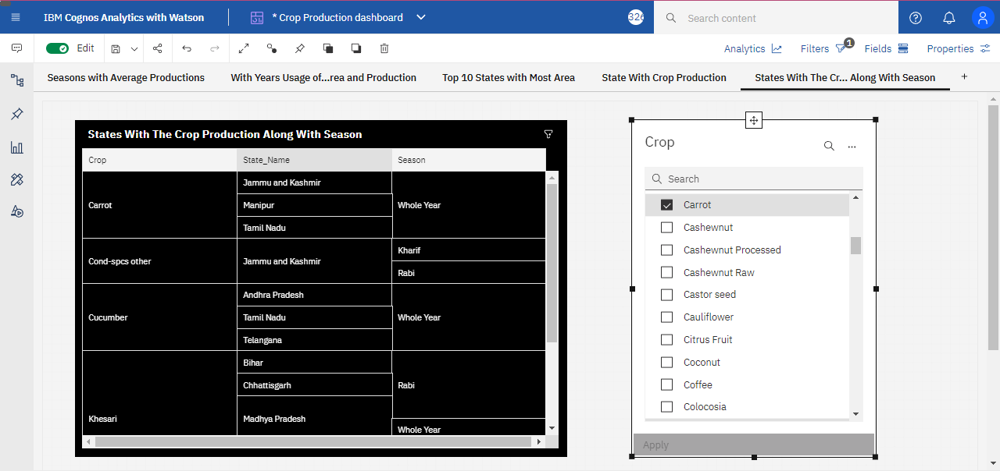 IBM Cognos Analytics with Watson
* Crop Production dashboard
326
Search content
Edit
Analytics
Filters
1
Fields
Properties
Seasons with Average Productions
With Years Usage of...rea and Production
Top 10 States with Most Area
State With Crop Production
States With The Cr... Along With Season
+
States With The Crop Production Along With Season
Crop
State_Name
Season
Carrot
Jammu and Kashmir
Manipur
Tamil Nadu
Whole Year
Cond-spcs other
Jammu and Kashmir
Kharif
Rabi
Cucumber
Andhra Pradesh
Tamil Nadu
Telangana
Whole Year
Khesari
Bihar
Chhattisgarh
Madhya Pradesh
Rabi
Whole Year
Crop
...
Search
Carrot
Cashewnut
Cashewnut Processed
Cashewnut Raw
Castor seed
Cauliflower
Citrus Fruit
Coconut
Coffee
Colocosia
Apply